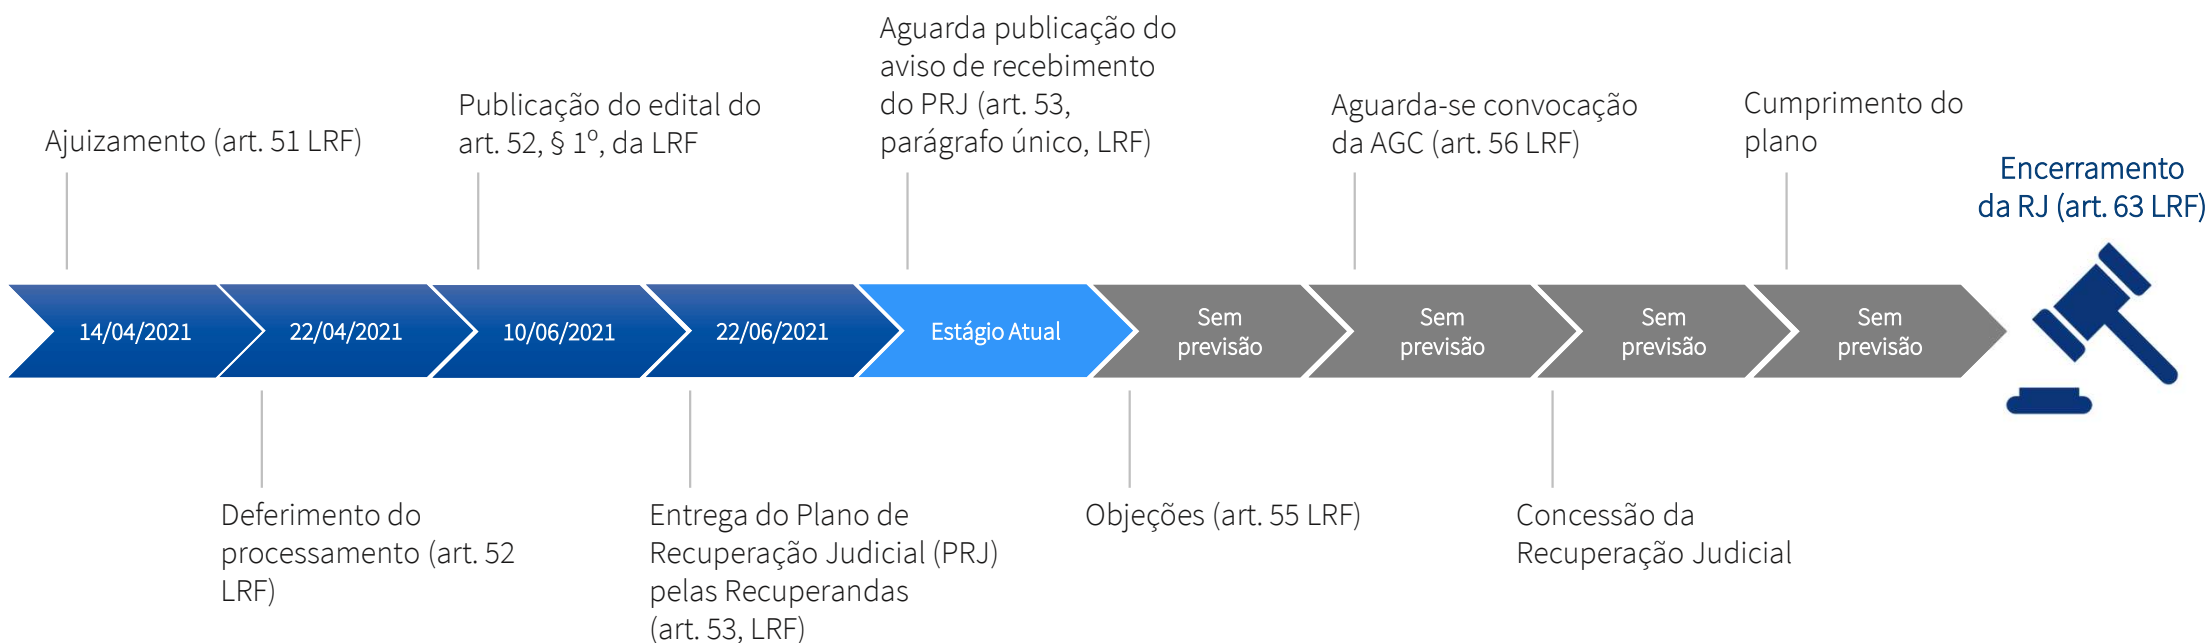 Aguarda publicação do
aviso de recebimento
do PRJ (art. 53,
parágrafo único, LRF)
Ajuizamento (art. 51 LRF)
Publicação do edital do
art. 52, § 1º, da LRF
Aguarda-se convocação
da AGC (art. 56 LRF)
Cumprimento do
plano
Encerramento
da RJ (art. 63 LRF)
14/04/2021
22/04/2021
10/06/2021
22/06/2021
Estágio Atual
Sem
previsão
Sem
previsão
Sem
previsão
Sem
previsão
Deferimento do
processamento (art. 52
LRF)
Entrega do Plano de
Recuperação Judicial (PRJ)
pelas Recuperandas
(art. 53, LRF)
Objeções (art. 55 LRF)
Concessão da
Recuperação Judicial